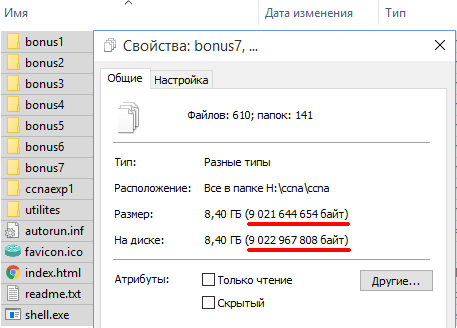 Имя
Дата изменения
Тип
bonus1
bonus2
bonus3
bonus4
bonus5
bonus6
bonus7
ccnaexp1
utilites
autorun.inf
favicon.ico
index.html
readme.txt
shell.exe
Свойства: bonus7, ...
Общие
Настройка
Файлов: 610; папок: 141
Тип: Разные типы
Расположение: Все в папке H:\ccna\ccna
Размер: 8,40 ГБ (9 021 644 654 байт)
На диске: 8,40 ГБ (9 022 967 808 байт)
Атрибуты: Только чтение Другие...
Скрытый